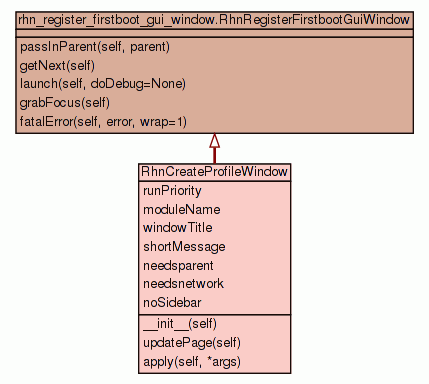 rhn_register_firstboot_gui_window.RhnRegisterFirstbootGuiWindow
passInParent(self, parent)
getNext(self)
launch(self, doDebug=None)
grabFocus(self)
fatalError(self, error, wrap=1)
RhnCreateProfileWindow
runPriority
moduleName
windowTitle
shortMessage
needsparent
needsnetwork
noSidebar
__init__(self)
updatePage(self)
apply(self, *args)